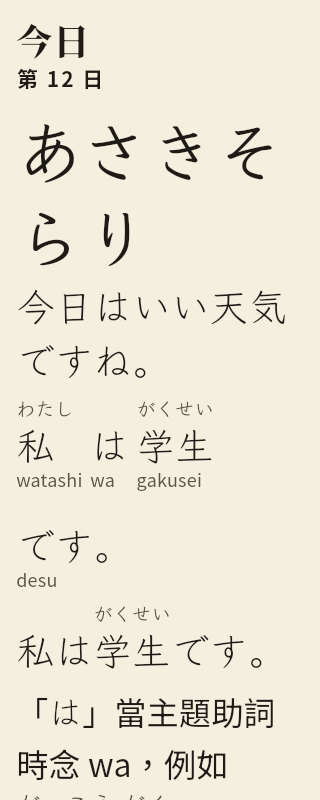 今日
第 12 日
あさきそ
らり
今日はいい天気
ですね。
わたし がくせい
私 は 学生
watashi wa gakusei
です。
desu
がくせい
私は学生です。
「は」當主題助詞
時念 wa，例如